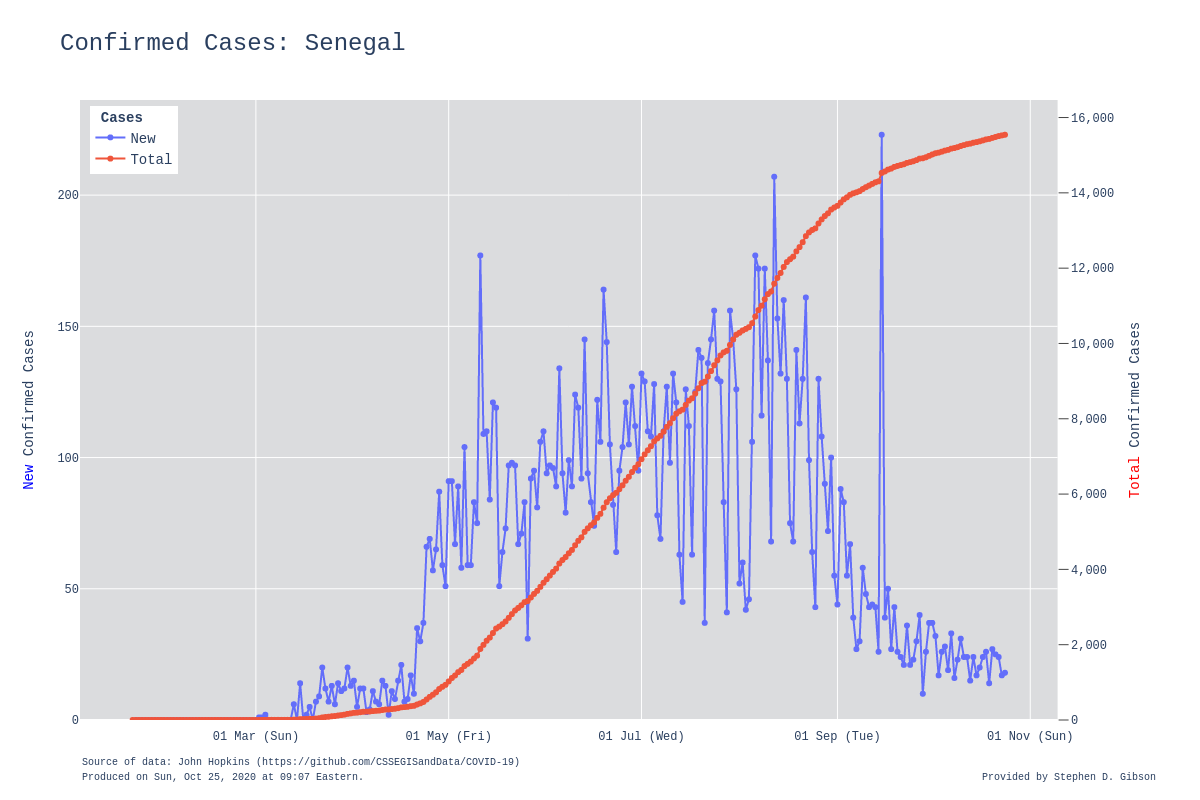 Confirmed Cases: Senegal
Cases
New
Total
200
150
100
50
0
16,000
14,000
12,000
10,000
8,000
6,000
4,000
2,000
0
New Confirmed Cases
Total Confirmed Cases
01 Mar (Sun)
01 May (Fri)
01 Jul (Wed)
01 Sep (Tue)
01 Nov (Sun)
Source of data: John Hopkins (https://github.com/CSSEGISandData/COVID-19)
Produced on Sun, Oct 25, 2020 at 09:07 Eastern.
Provided by Stephen D. Gibson